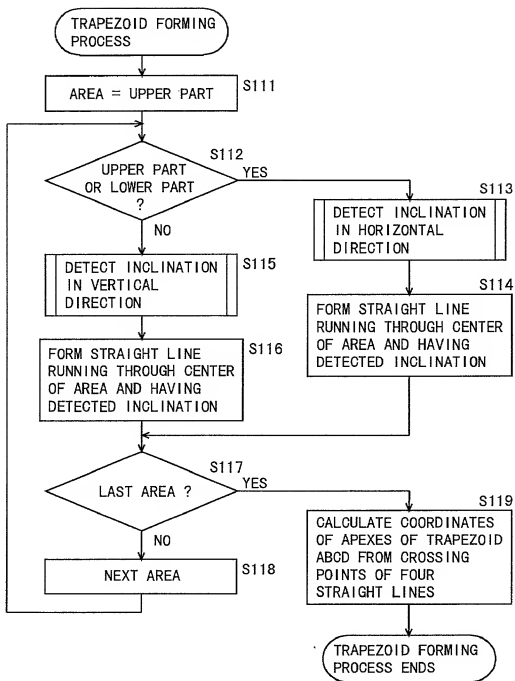 TRAPEZOID FORMING
PROCESS
S111
AREA = UPPER PART
S112
UPPER PART
OR LOWER PART
?
YES
NO
S113
DETECT INCLINATION
IN HORIZONTAL
DIRECTION
S115
DETECT INCLINATION
IN VERTICAL
DIRECTION
S114
FORM STRAIGHT LINE
RUNNING THROUGH CENTER
OF AREA AND HAVING
DETECTED INCLINATION
S116
FORM STRAIGHT LINE
RUNNING THROUGH CENTER
OF AREA AND HAVING
DETECTED INCLINATION
S117
LAST AREA ?
YES
NO
S119
CALCULATE COORDINATES
OF APEXES OF TRAPEZOID
ABCD FROM CROSSING
POINTS OF FOUR
STRAIGHT LINES
S118
NEXT AREA
TRAPEZOID FORMING
PROCESS ENDS